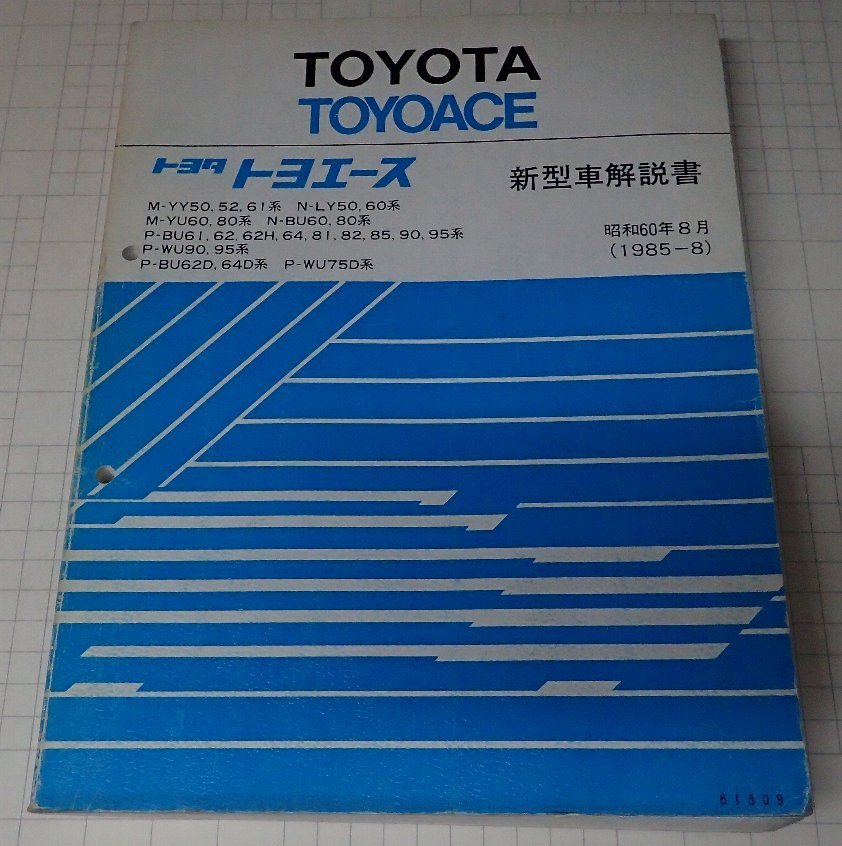 TOYOTA
TOYOACE
トヨタ トヨエース
新型車解説書
M-YY50, 52, 61系 N-LY50, 60系
M-YU60, 80系 N-BU60, 80系
P-BU61, 62, 62H, 64, 81, 82, 85, 90, 95系
P-WU90, 95系
P-BU62D, 64D系 P-WU75D系
昭和60年8月
(1985-8)
61509